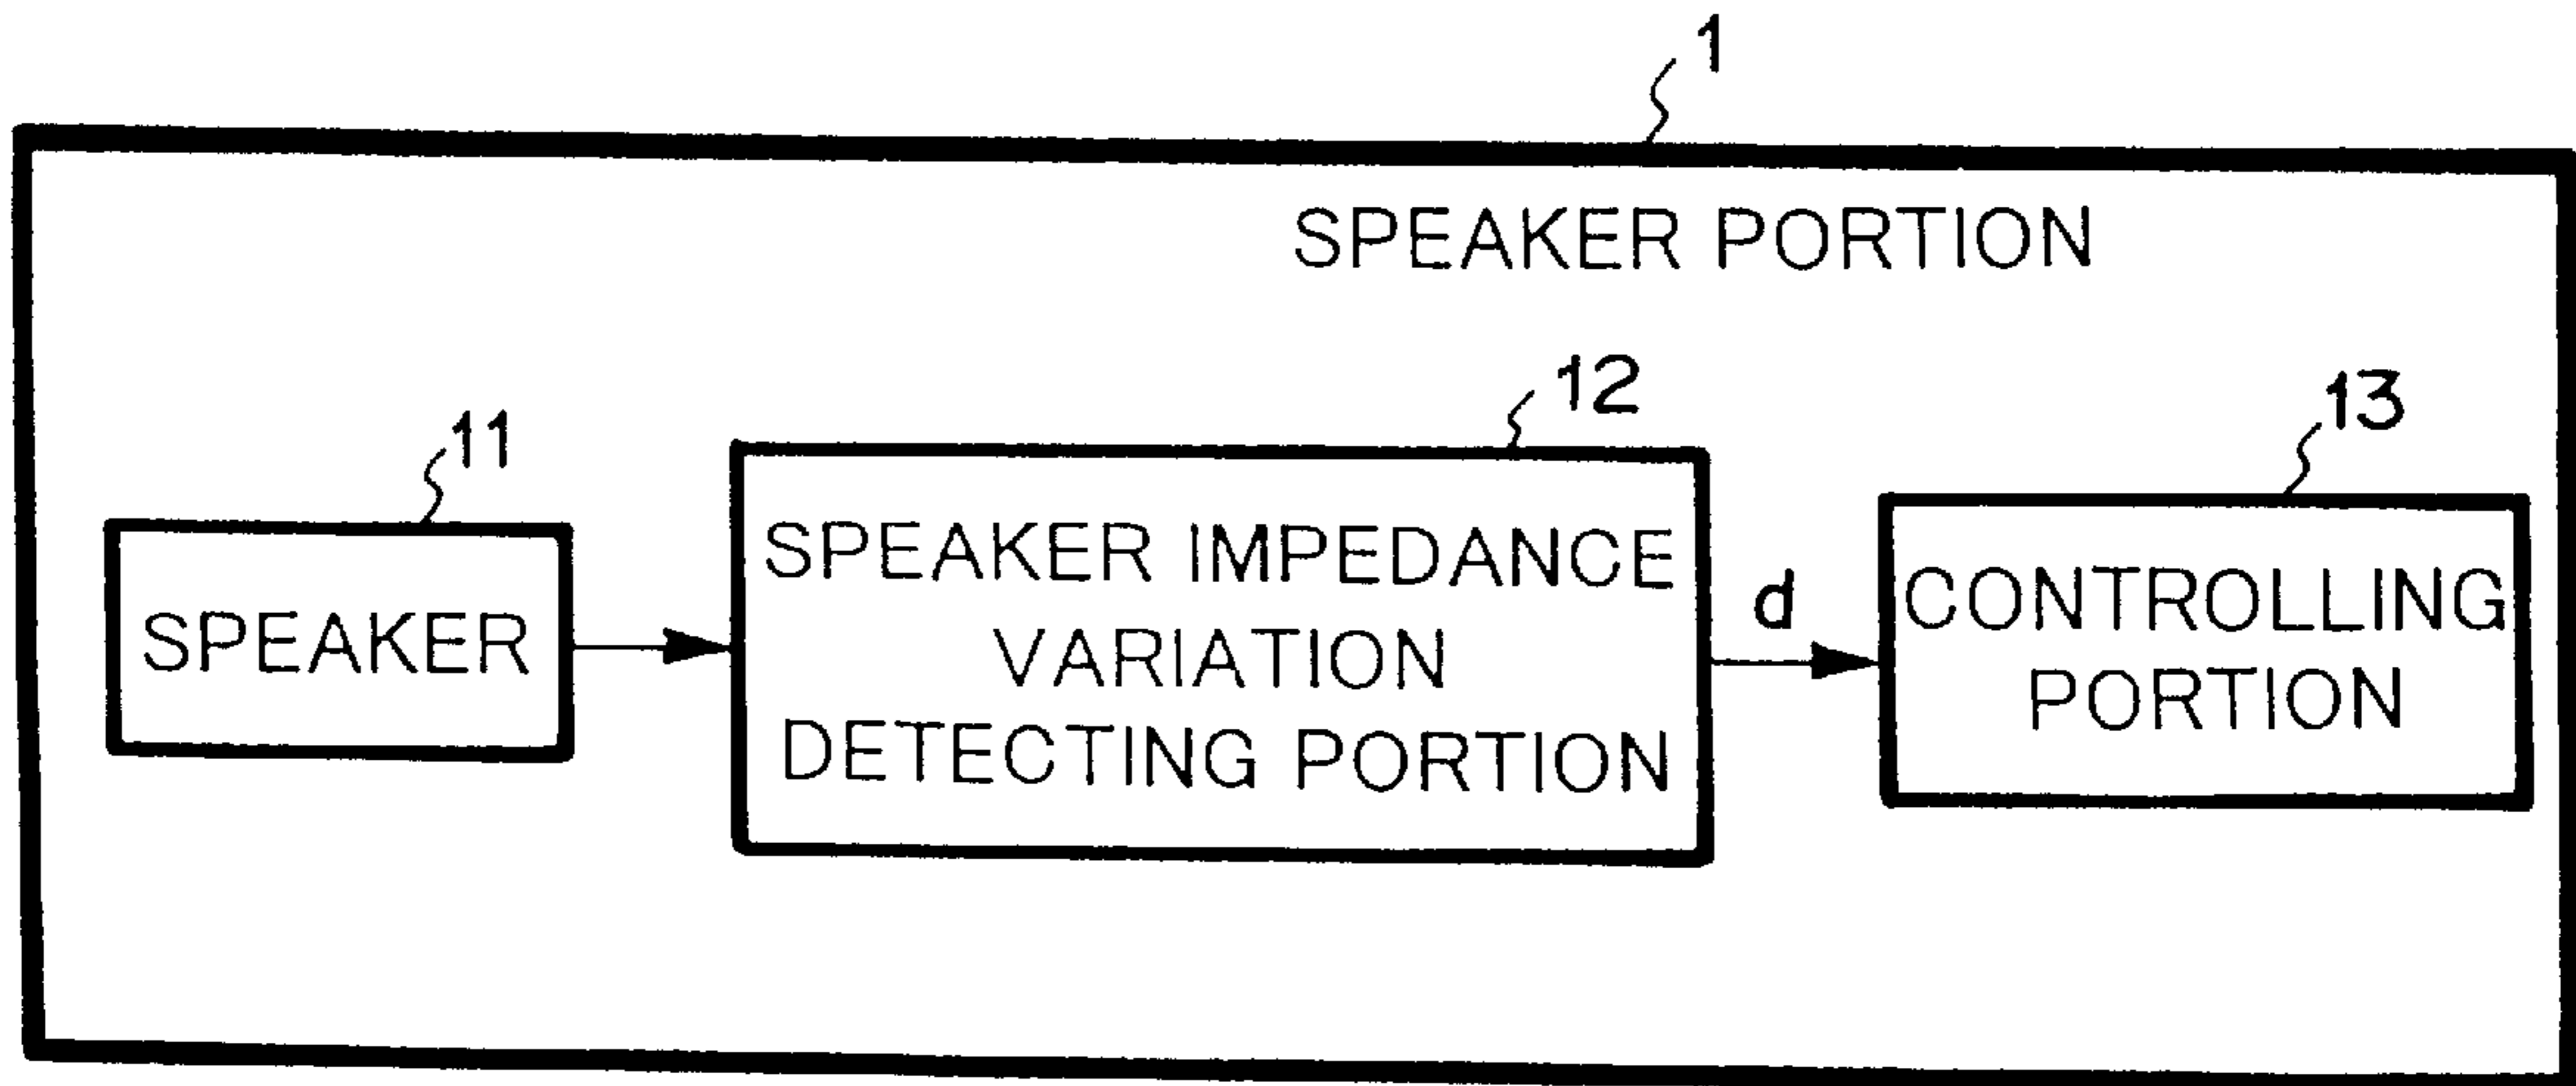 1
SPEAKER PORTION
11
12
13
SPEAKER
SPEAKER IMPEDANCE
VARIATION
DETECTING PORTION
d
CONTROLLING
PORTION